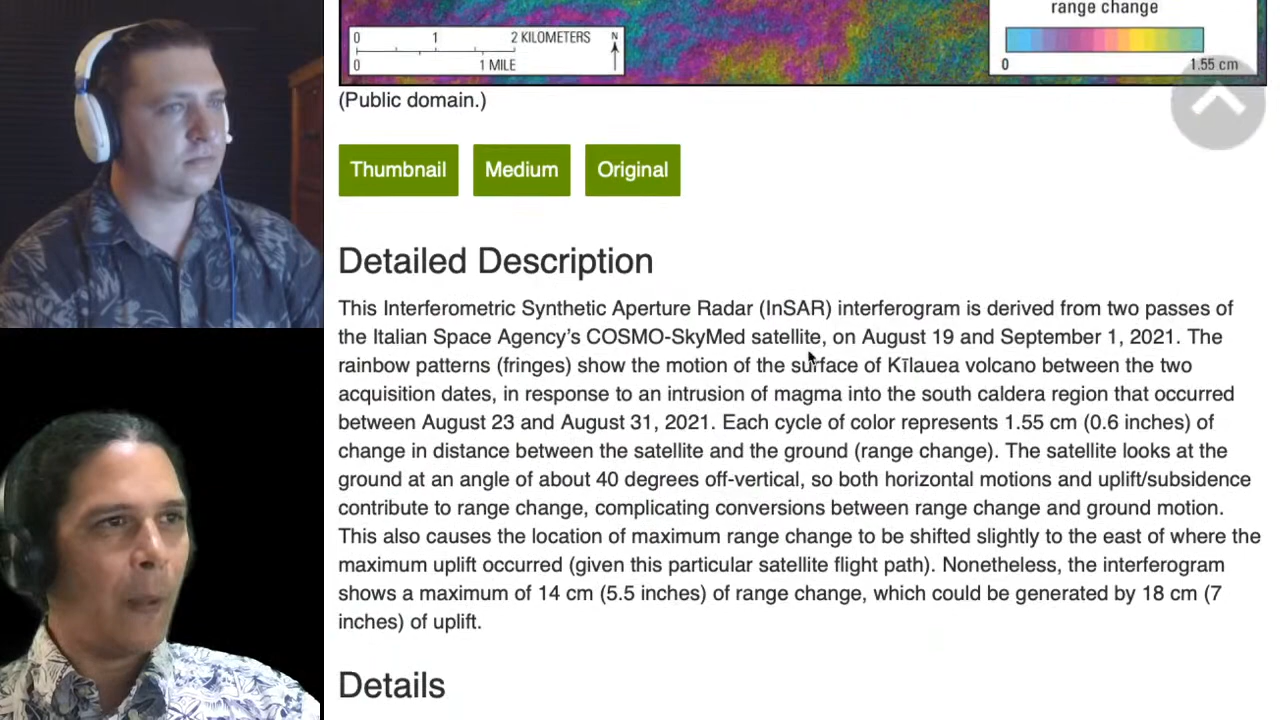 range change
0 1 2 KILOMETERS N
0 1 MILE
0 1.55 cm
(Public domain.)
Thumbnail Medium Original
Detailed Description
This Interferometric Synthetic Aperture Radar (InSAR) interferogram is derived from two passes of
the Italian Space Agency’s COSMO-SkyMed satellite, on August 19 and September 1, 2021. The
rainbow patterns (fringes) show the motion of the surface of Kīlauea volcano between the two
acquisition dates, in response to an intrusion of magma into the south caldera region that occurred
between August 23 and August 31, 2021. Each cycle of color represents 1.55 cm (0.6 inches) of
change in distance between the satellite and the ground (range change). The satellite looks at the
ground at an angle of about 40 degrees off-vertical, so both horizontal motions and uplift/subsidence
contribute to range change, complicating conversions between range change and ground motion.
This also causes the location of maximum range change to be shifted slightly to the east of where the
maximum uplift occurred (given this particular satellite flight path). Nonetheless, the interferogram
shows a maximum of 14 cm (5.5 inches) of range change, which could be generated by 18 cm (7
inches) of uplift.
Details